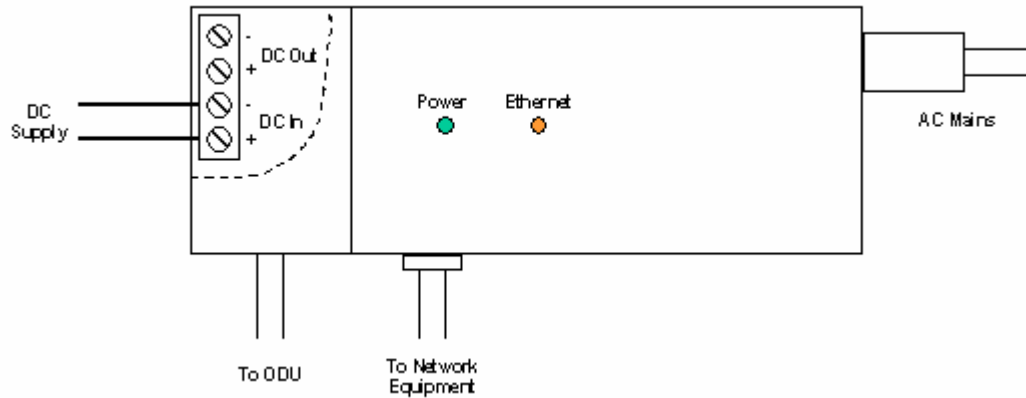 -
DC Out
+
-
DC In
+
DC
Supply
Power
Ethernet
AC Mains
To ODU
To Network
Equipment